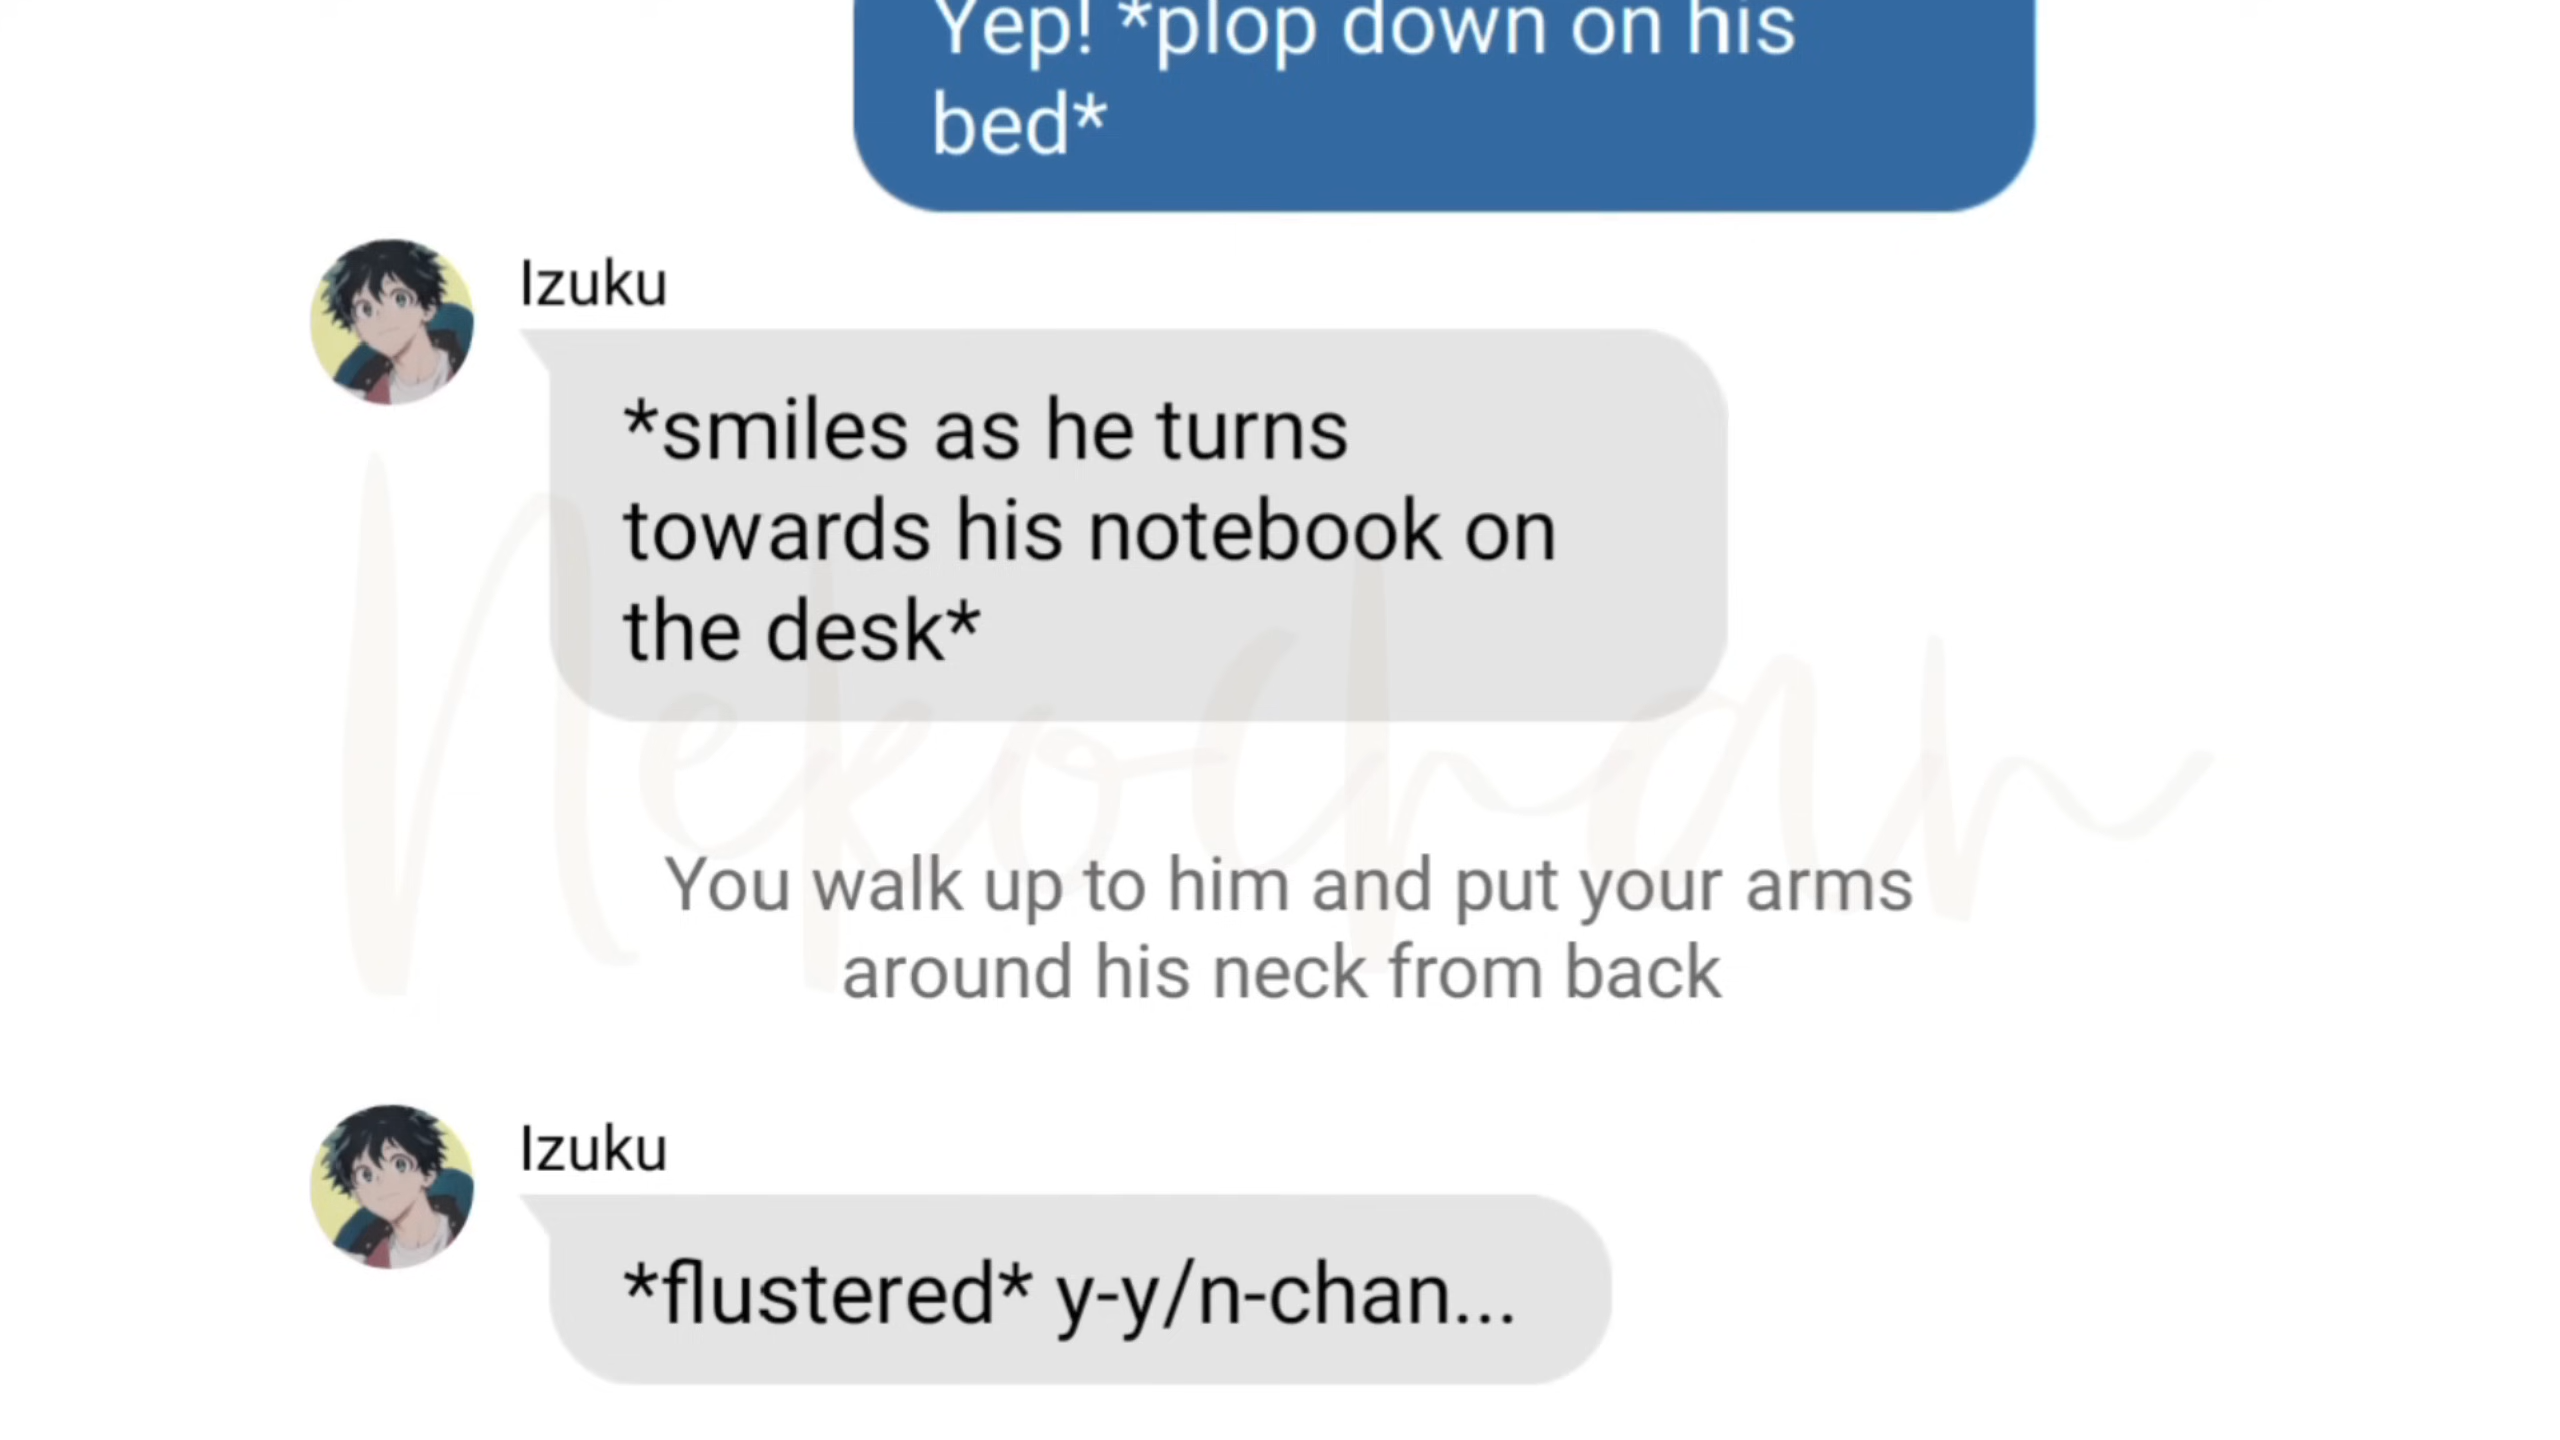 Yep! *plop down on his
bed*
Izuku
*smiles as he turns
towards his notebook on
the desk*
Nekochan
You walk up to him and put your arms
around his neck from back
Izuku
*flustered* y-y/n-chan...